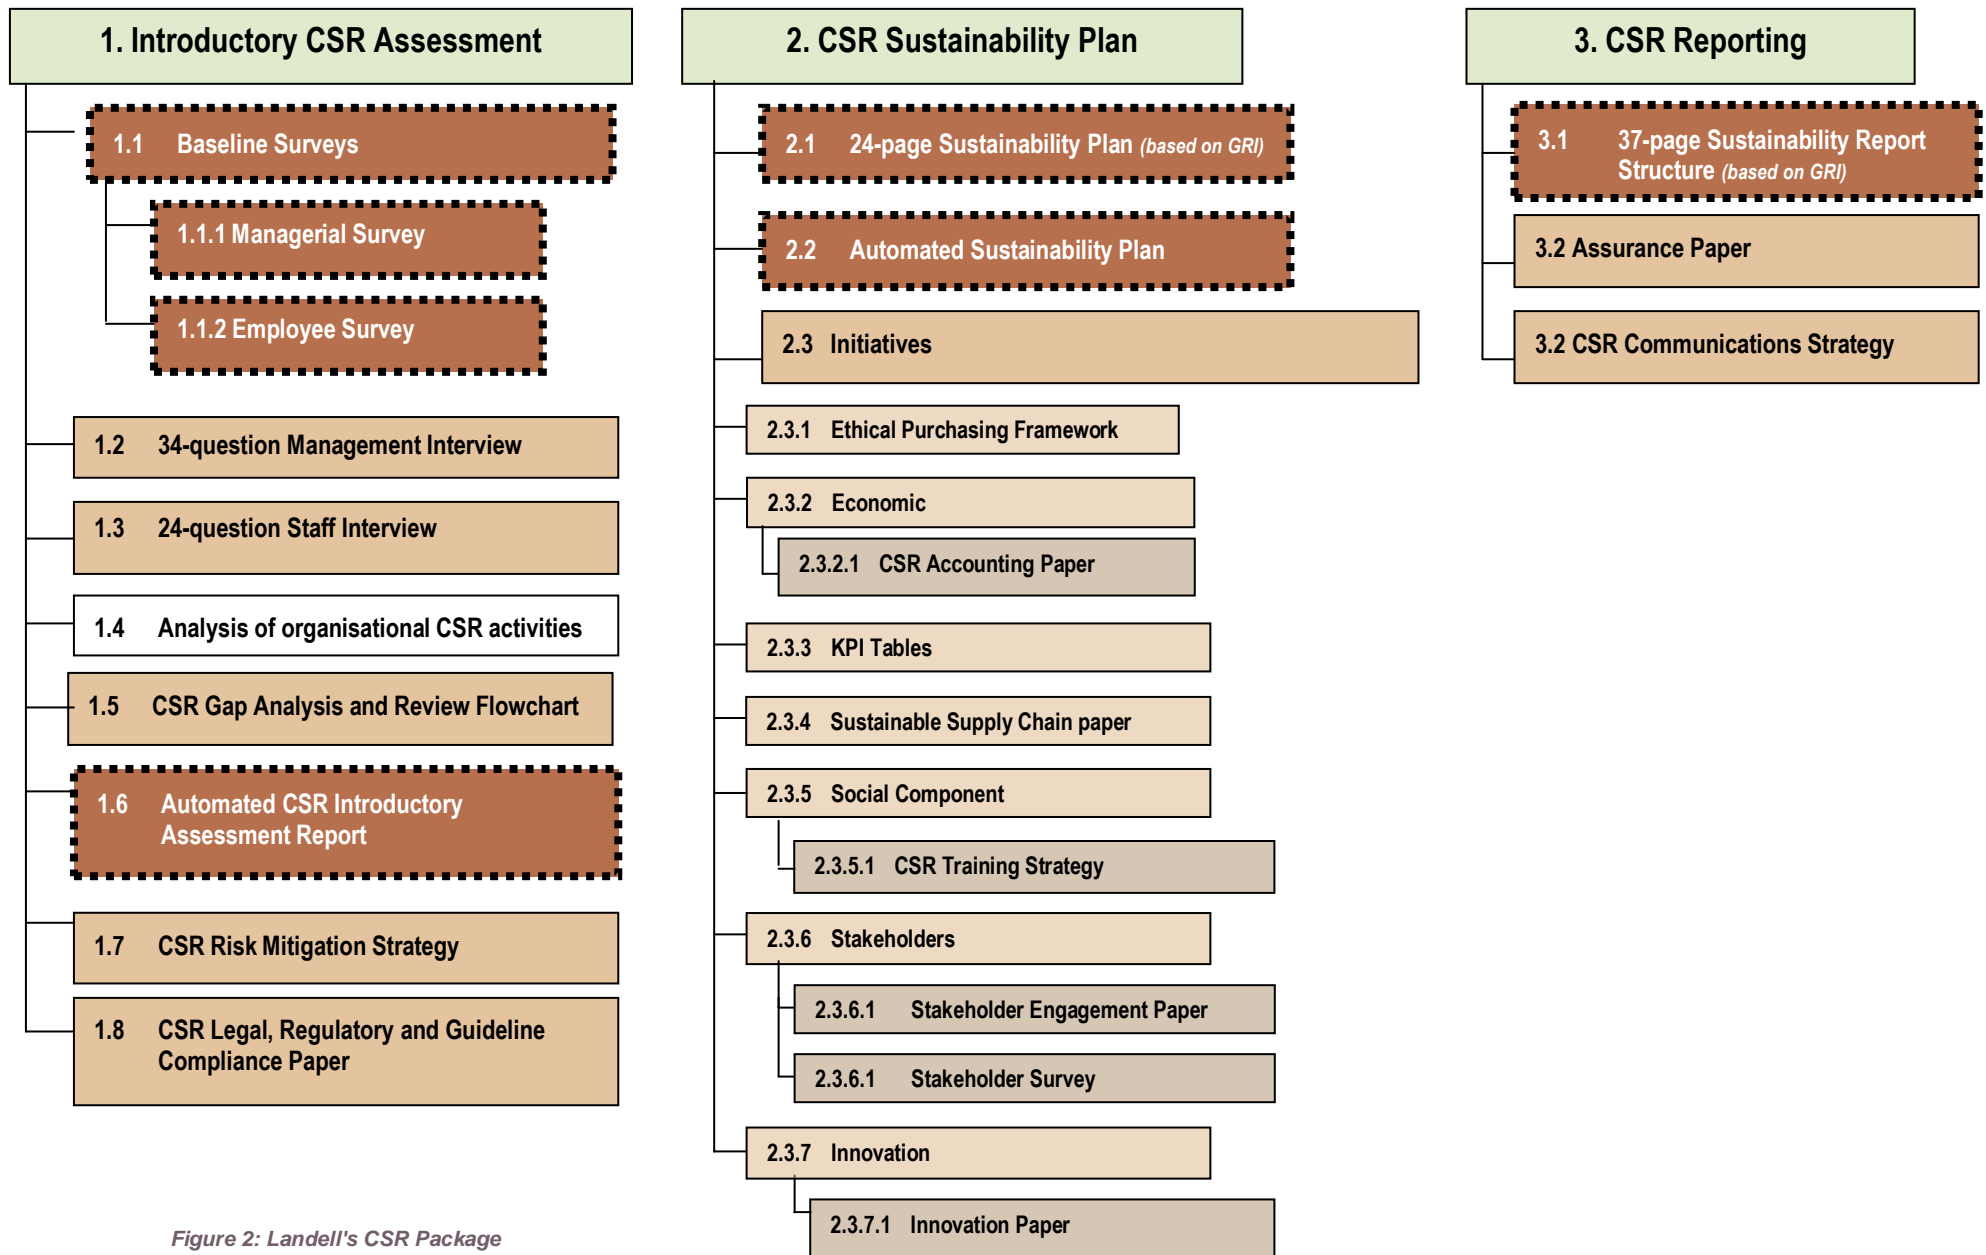 1. Introductory CSR Assessment
1.1 Baseline Surveys
1.1.1 Managerial Survey
1.1.2 Employee Survey
1.2 34-question Management Interview
1.3 24-question Staff Interview
1.4 Analysis of organisational CSR activities
1.5 CSR Gap Analysis and Review Flowchart
1.6 Automated CSR Introductory
Assessment Report
1.7 CSR Risk Mitigation Strategy
1.8 CSR Legal, Regulatory and Guideline
Compliance Paper
2. CSR Sustainability Plan
2.1 24-page Sustainability Plan (based on GRI)
2.2 Automated Sustainability Plan
2.3 Initiatives
2.3.1 Ethical Purchasing Framework
2.3.2 Economic
2.3.2.1 CSR Accounting Paper
2.3.3 KPI Tables
2.3.4 Sustainable Supply Chain paper
2.3.5 Social Component
2.3.5.1 CSR Training Strategy
2.3.6 Stakeholders
2.3.6.1 Stakeholder Engagement Paper
2.3.6.1 Stakeholder Survey
2.3.7 Innovation
2.3.7.1 Innovation Paper
3. CSR Reporting
3.1 37-page Sustainability Report
Structure (based on GRI)
3.2 Assurance Paper
3.2 CSR Communications Strategy
Figure 2: Landell's CSR Package